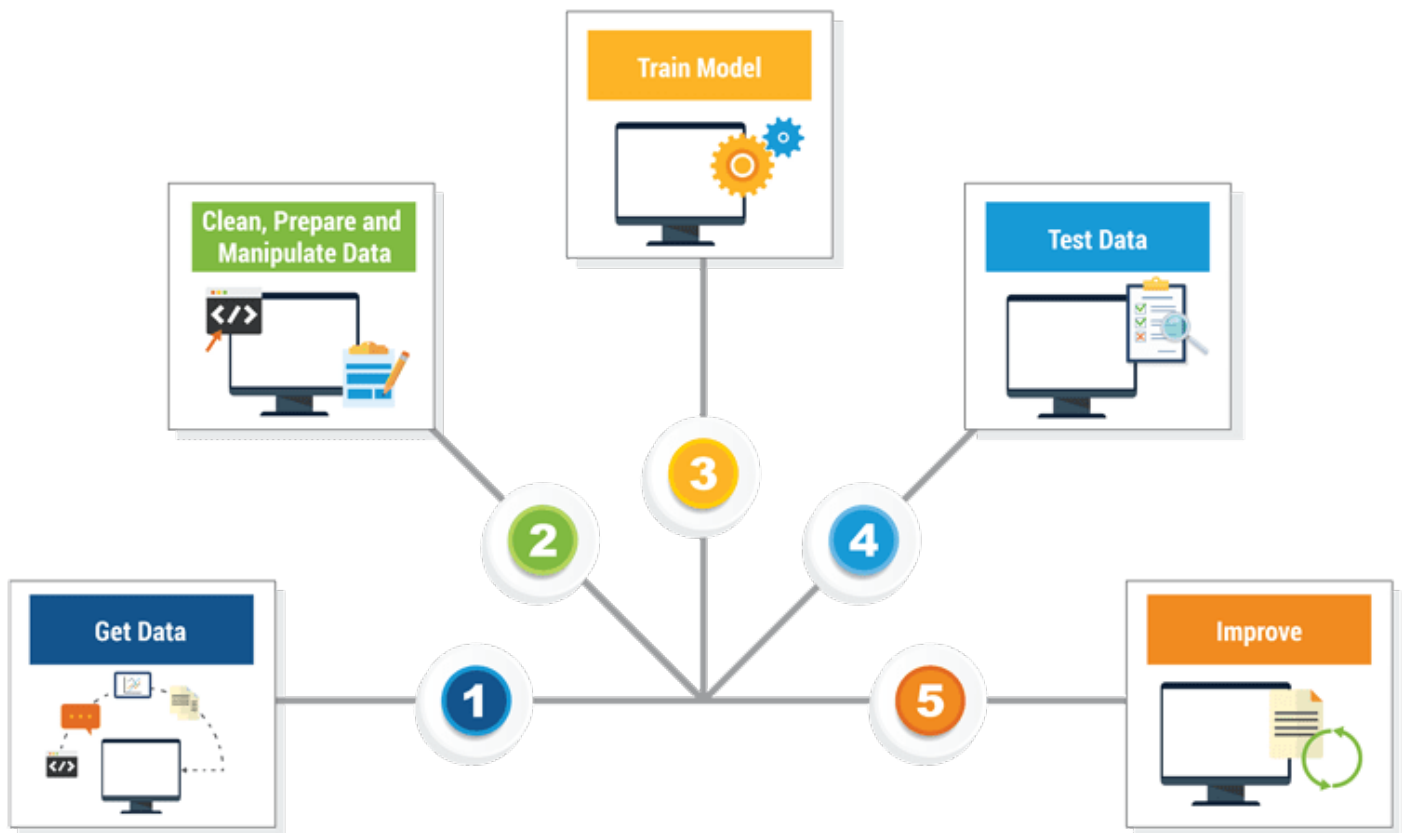 Get Data
1
Clean, Prepare and
Manipulate Data
</>
2
Train Model
3
Test Data
4
Improve
5
</>